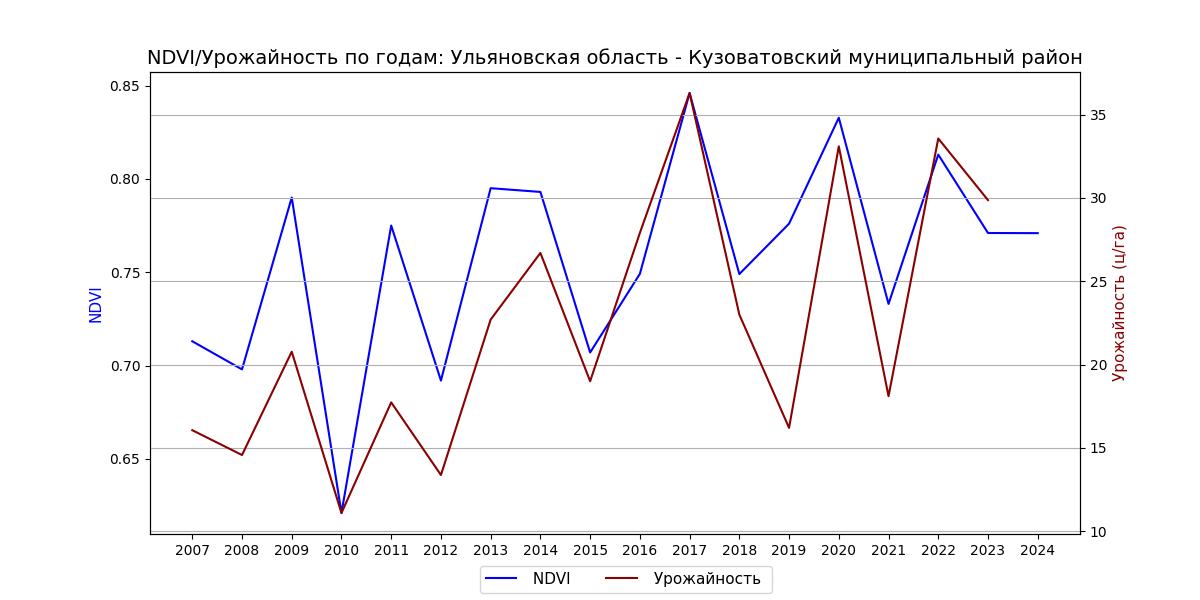 NDVI/Урожайность по годам: Ульяновская область - Кузоватовский муниципальный район
0.85
0.80
0.75
0.70
0.65
NDVI
35
30
25
20
15
10
Урожайность (ц/га)
2007 2008 2009 2010 2011 2012 2013 2014 2015 2016 2017 2018 2019 2020 2021 2022 2023 2024
NDVI Урожайность